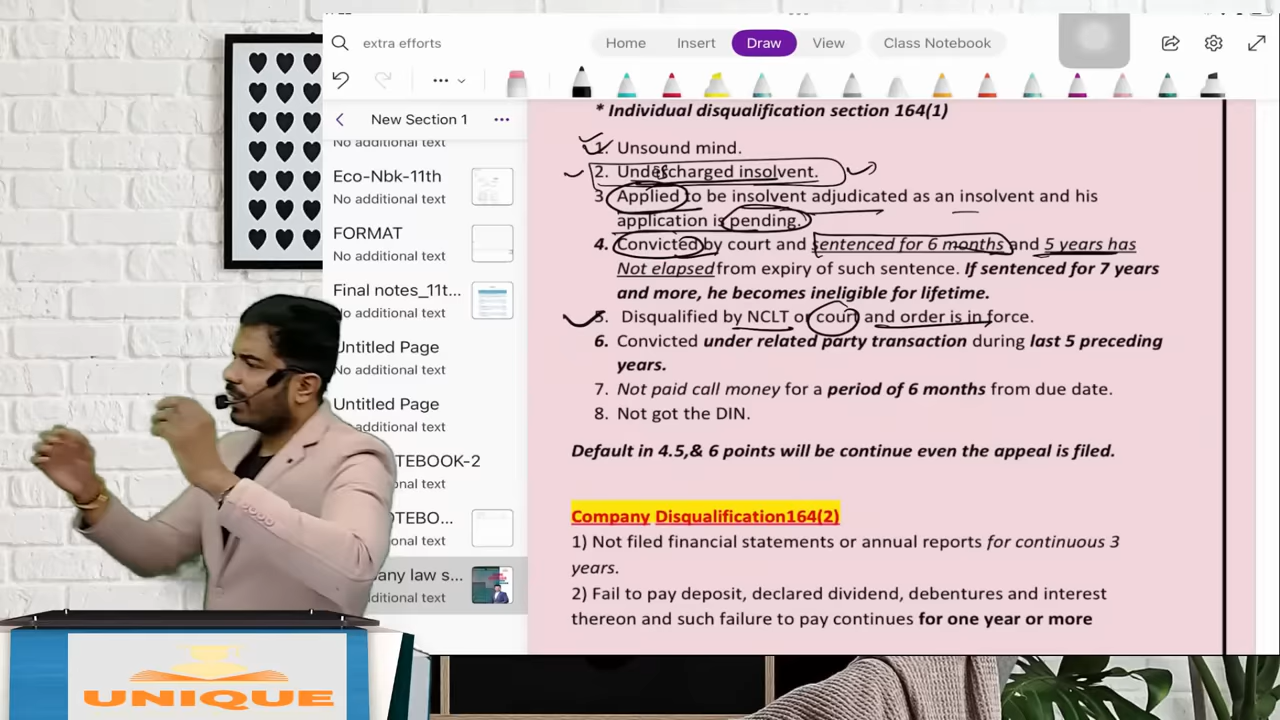 extra efforts
Home
Insert
Draw
View
Class Notebook
New Section 1
No additional text
Eco-Nbk-11th
No additional text
FORMAT
No additional text
Final notes_11t...
No additional text
Untitled Page
No additional text
Untitled Page
additional text
TEBOOK-2
nal text
OTEBO...
onal text
any law s...
ditional text
* Individual disqualification section 164(1)
1. Unsound mind.
2. Undescharged insolvent.
3 Applied to be insolvent adjudicated as an insolvent and his
application is pending.
4. Convicted by court and sentenced for 6 months and 5 years has
Not elapsed from expiry of such sentence. If sentenced for 7 years
and more, he becomes ineligible for lifetime.
5. Disqualified by NCLT or court and order is in force.
6. Convicted under related party transaction during last 5 preceding
years.
7. Not paid call money for a period of 6 months from due date.
8. Not got the DIN.
Default in 4.5,& 6 points will be continue even the appeal is filed.
Company Disqualification164(2)
1) Not filed financial statements or annual reports for continuous 3
years.
2) Fail to pay deposit, declared dividend, debentures and interest
thereon and such failure to pay continues for one year or more
UNIQUE